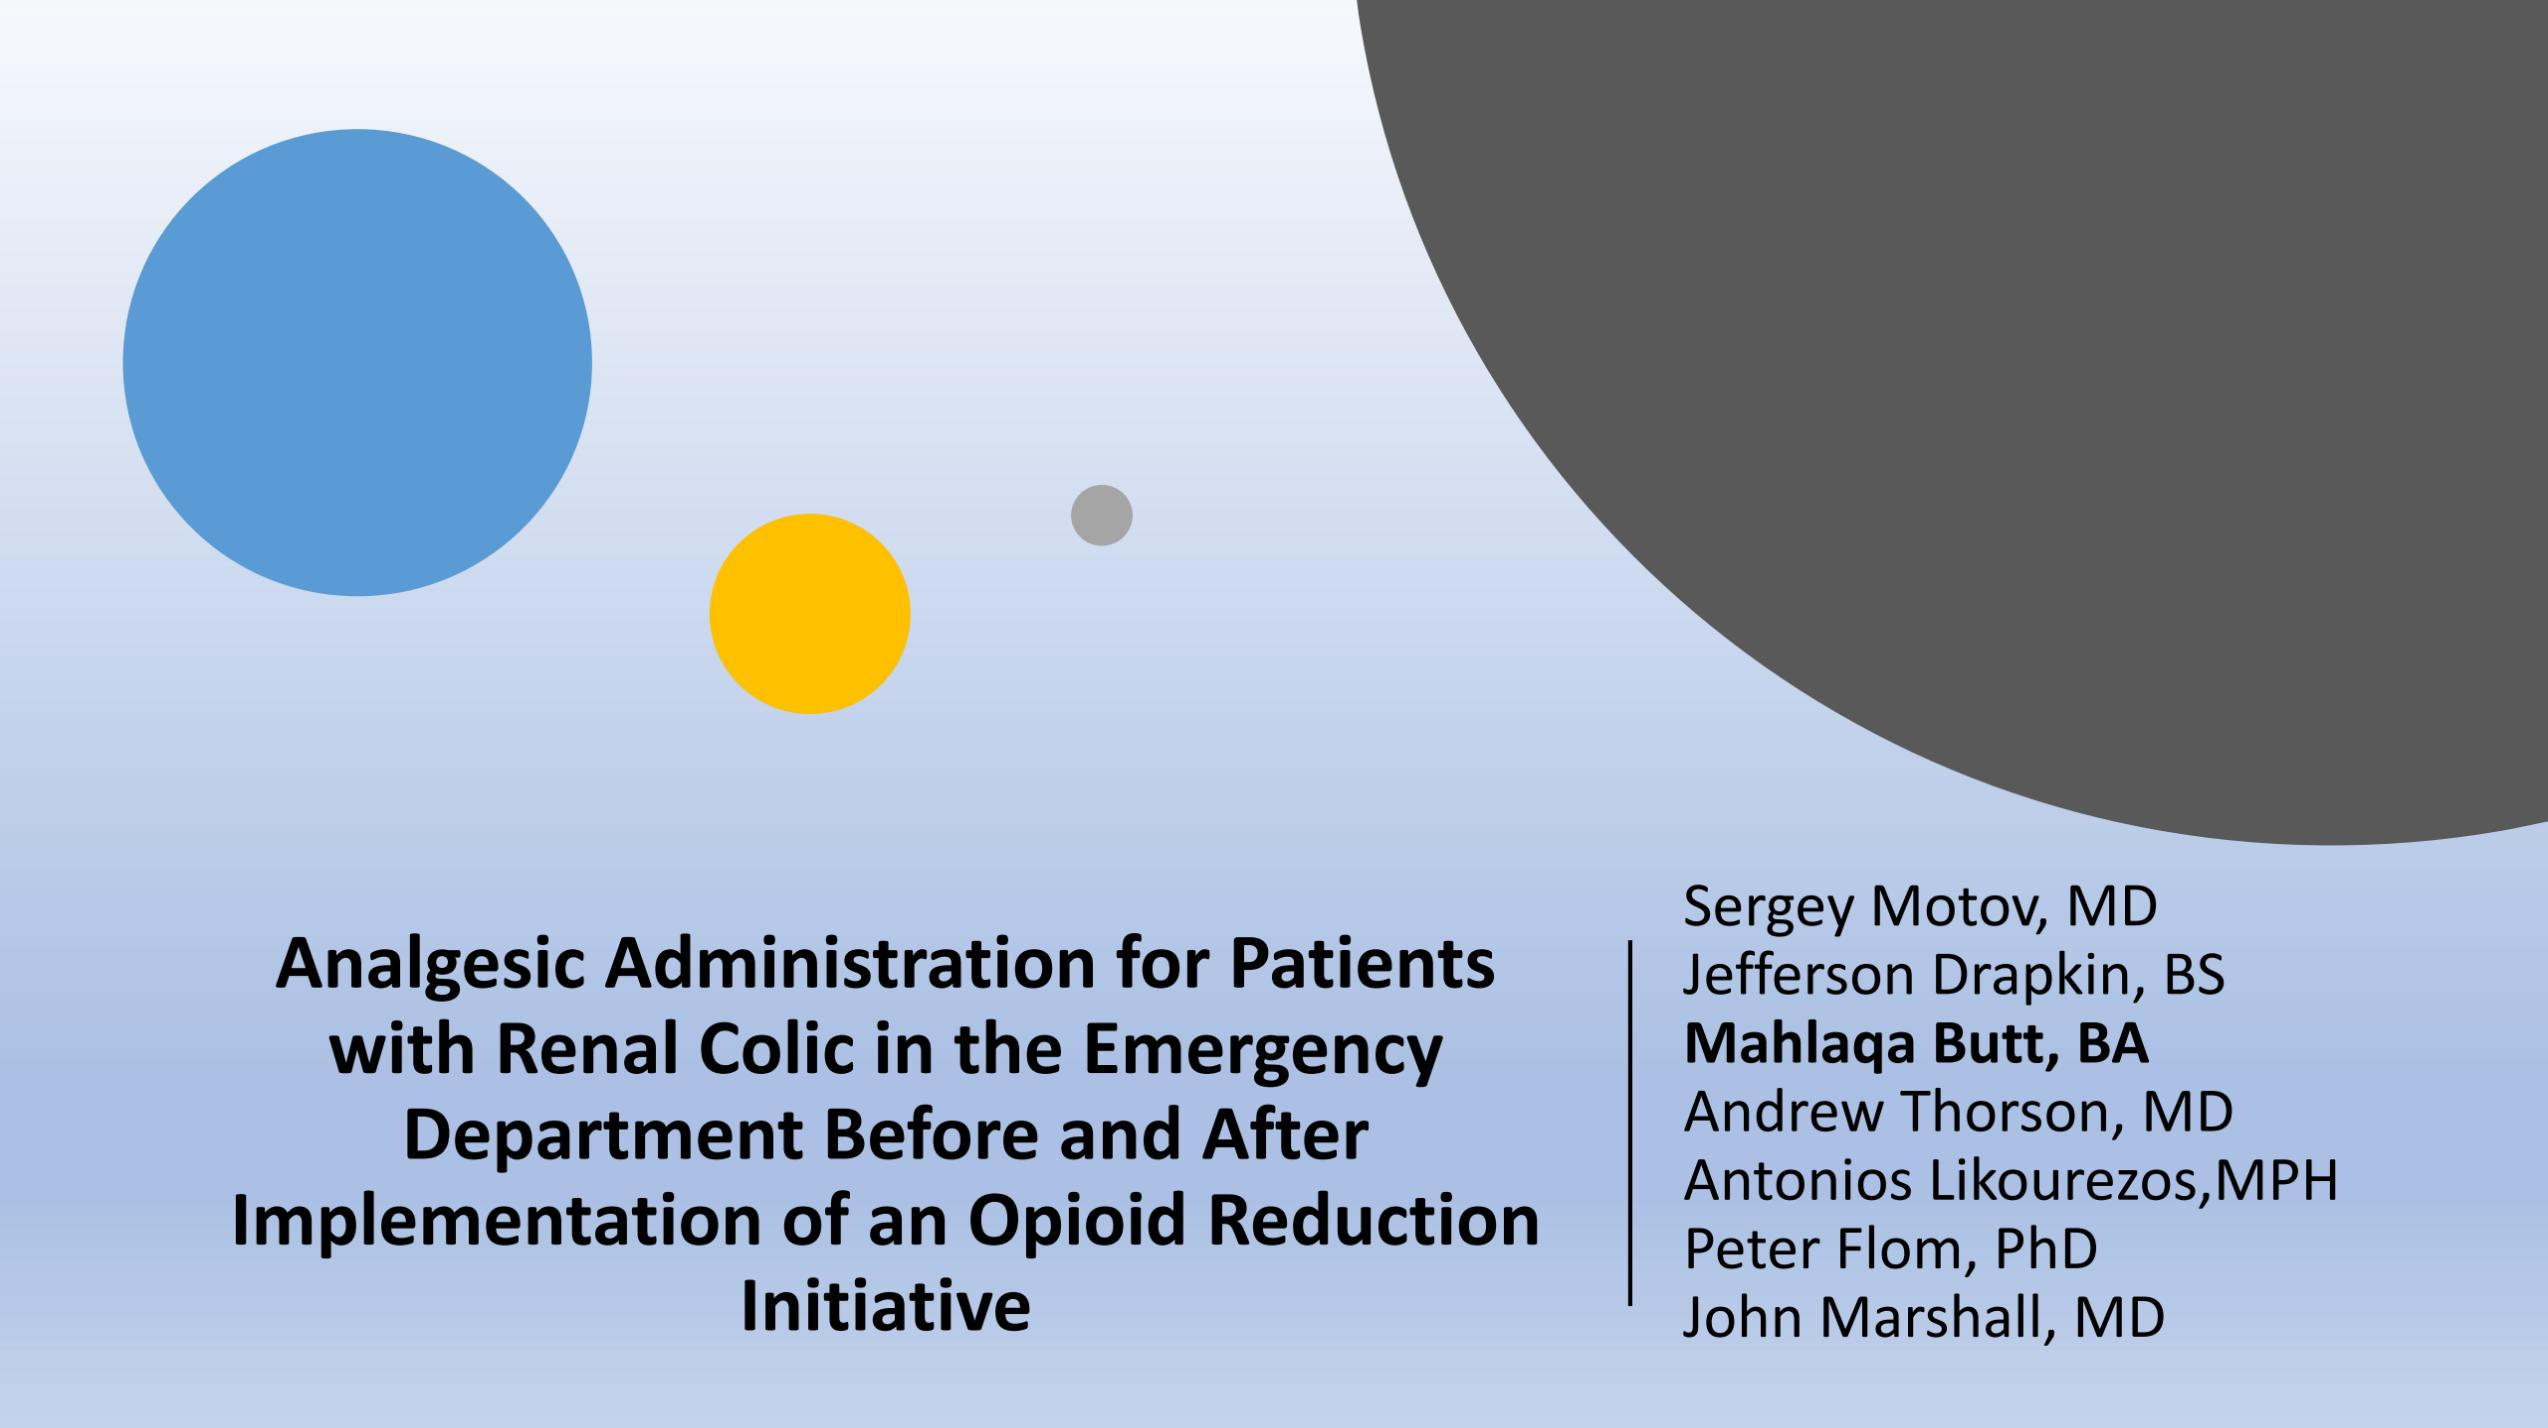 Analgesic Administration for Patients
with Renal Colic in the Emergency
Department Before and After
Implementation of an Opioid Reduction
Initiative
Sergey Motov, MD
Jefferson Drapkin, BS
Mahlaqa Butt, BA
Andrew Thorson, MD
Antonios Likourezos,MPH
Peter Flom, PhD
John Marshall, MD